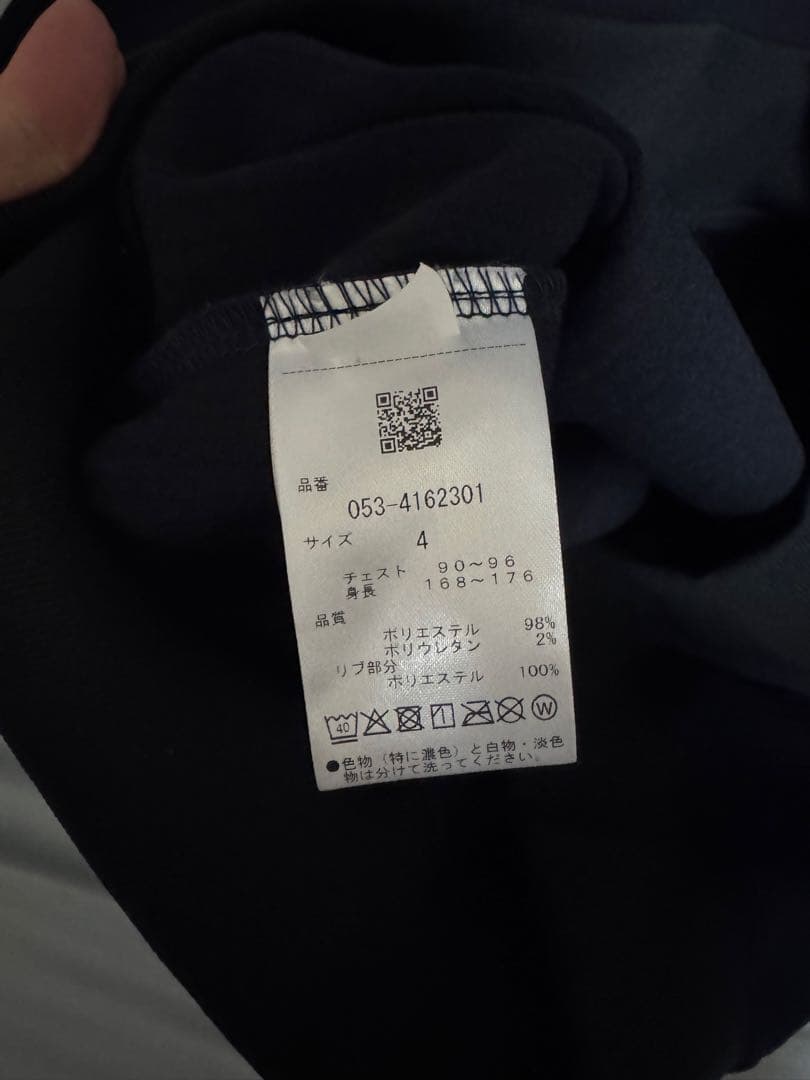 品番
053-4162301
サイズ 4
チェスト 90～96
身長 168～176
品質
ポリエステル 98%
ポリウレタン 2%
リブ部分
ポリエステル 100%
40 W
●色物（特に濃色）と白物・淡色
物は分けて洗ってください。